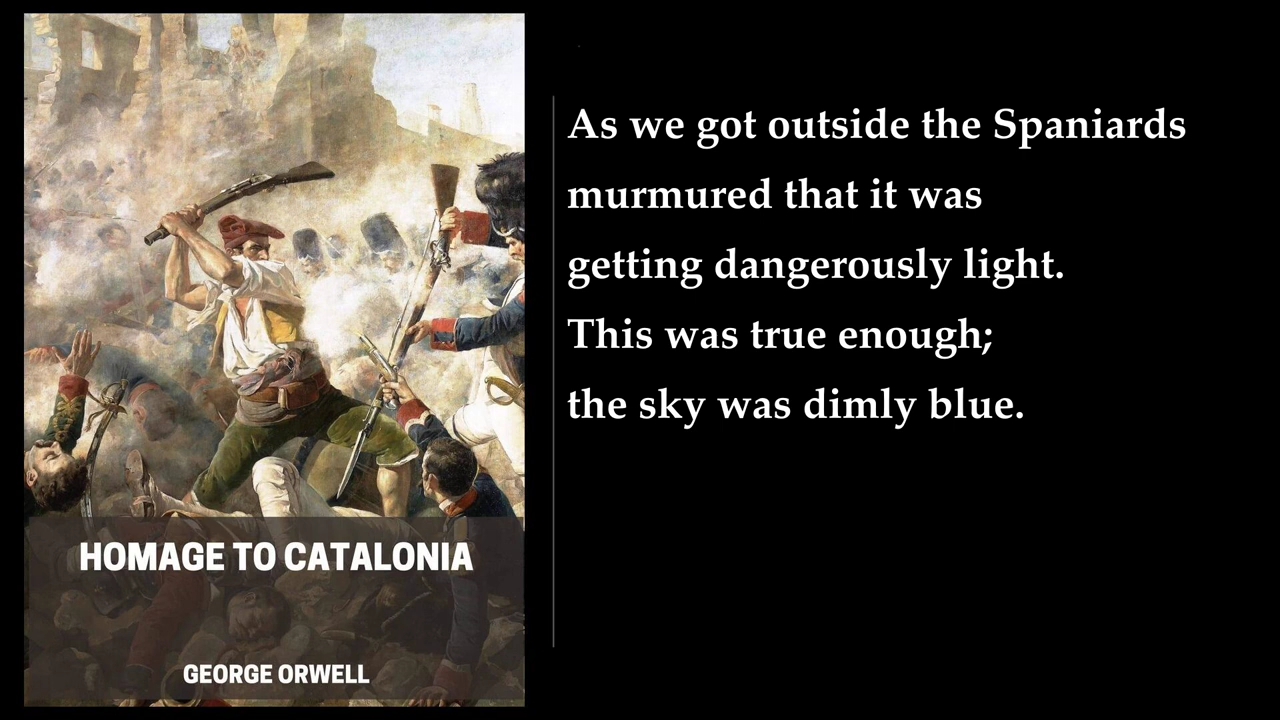 As we got outside the Spaniards
murmured that it was
getting dangerously light.
This was true enough;
the sky was dimly blue.
HOMAGE TO CATALONIA
GEORGE ORWELL